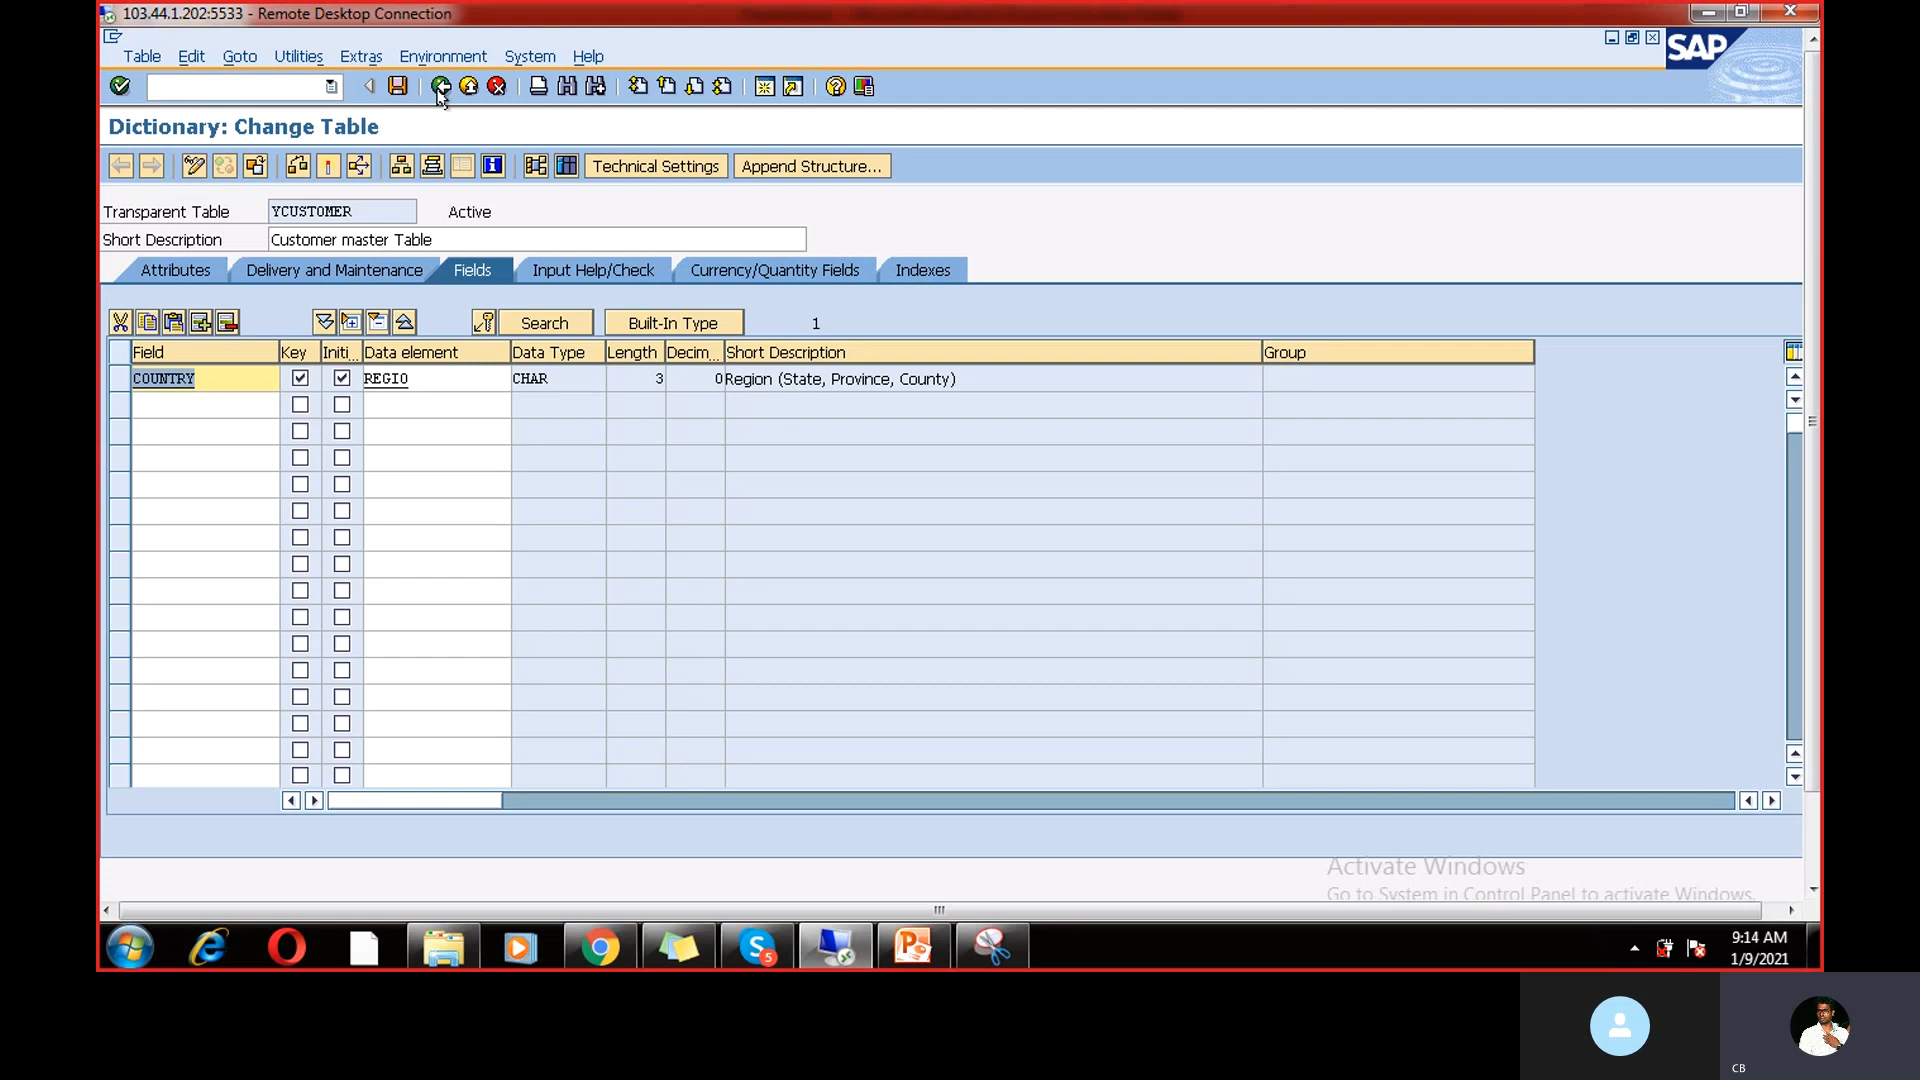 103.44.1.202:5533 - Remote Desktop Connection
Table Edit Goto Utilities Extras Environment System Help
SAP
Dictionary: Change Table
Technical Settings Append Structure...
Transparent Table YCUSTOMER Active
Short Description Customer master Table
Attributes Delivery and Maintenance Fields Input Help/Check Currency/Quantity Fields Indexes
Search Built-In Type 1
Field Key Initi... Data element Data Type Length Decim... Short Description Group
COUNTRY REGIO CHAR 3 0 Region (State, Province, County)
Activate Windows
Go to System in Control Panel to activate Windows.
5
9:14 AM
1/9/2021
CB